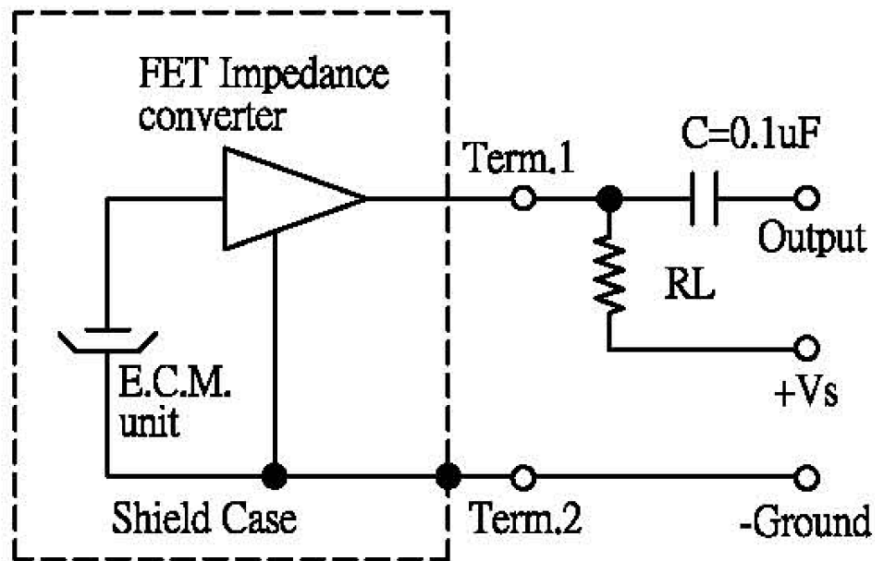 FET Impedance
converter
Term.1
C=0.1uF
Output
RL
+Vs
E.C.M.
unit
Shield Case
Term.2
-Ground